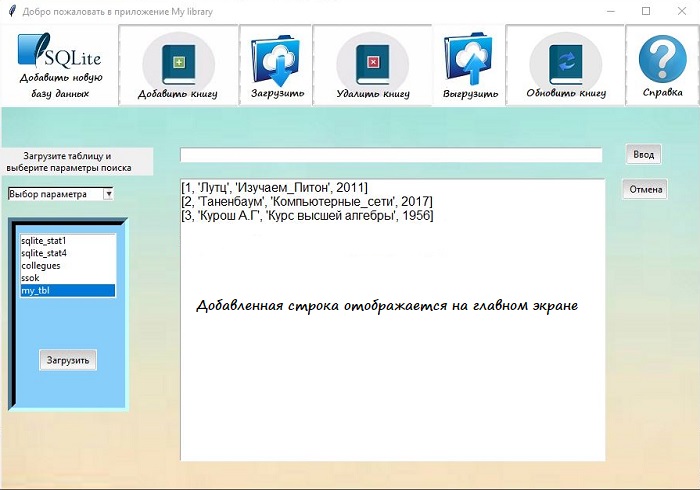 Добро пожаловать в приложение My library
SQLite
Добавить новую
базу данных
Добавить книгу
Загрузить
Удалить книгу
Выгрузить
Обновить книгу
Справка
Загрузите таблицу и
выберите параметры поиска
Ввод
Выбор параметра
Отмена
[1, 'Лутц', 'Изучаем_Питон', 2011]
[2, 'Таненбаум', 'Компьютерные_сети', 2017]
[3, 'Курош А.Г', 'Курс высшей алгебры', 1956]
sqlite_stat1
sqlite_stat4
collegues
ssok
my_tbl
Добавленная строка отображается на главном экране
Загрузить